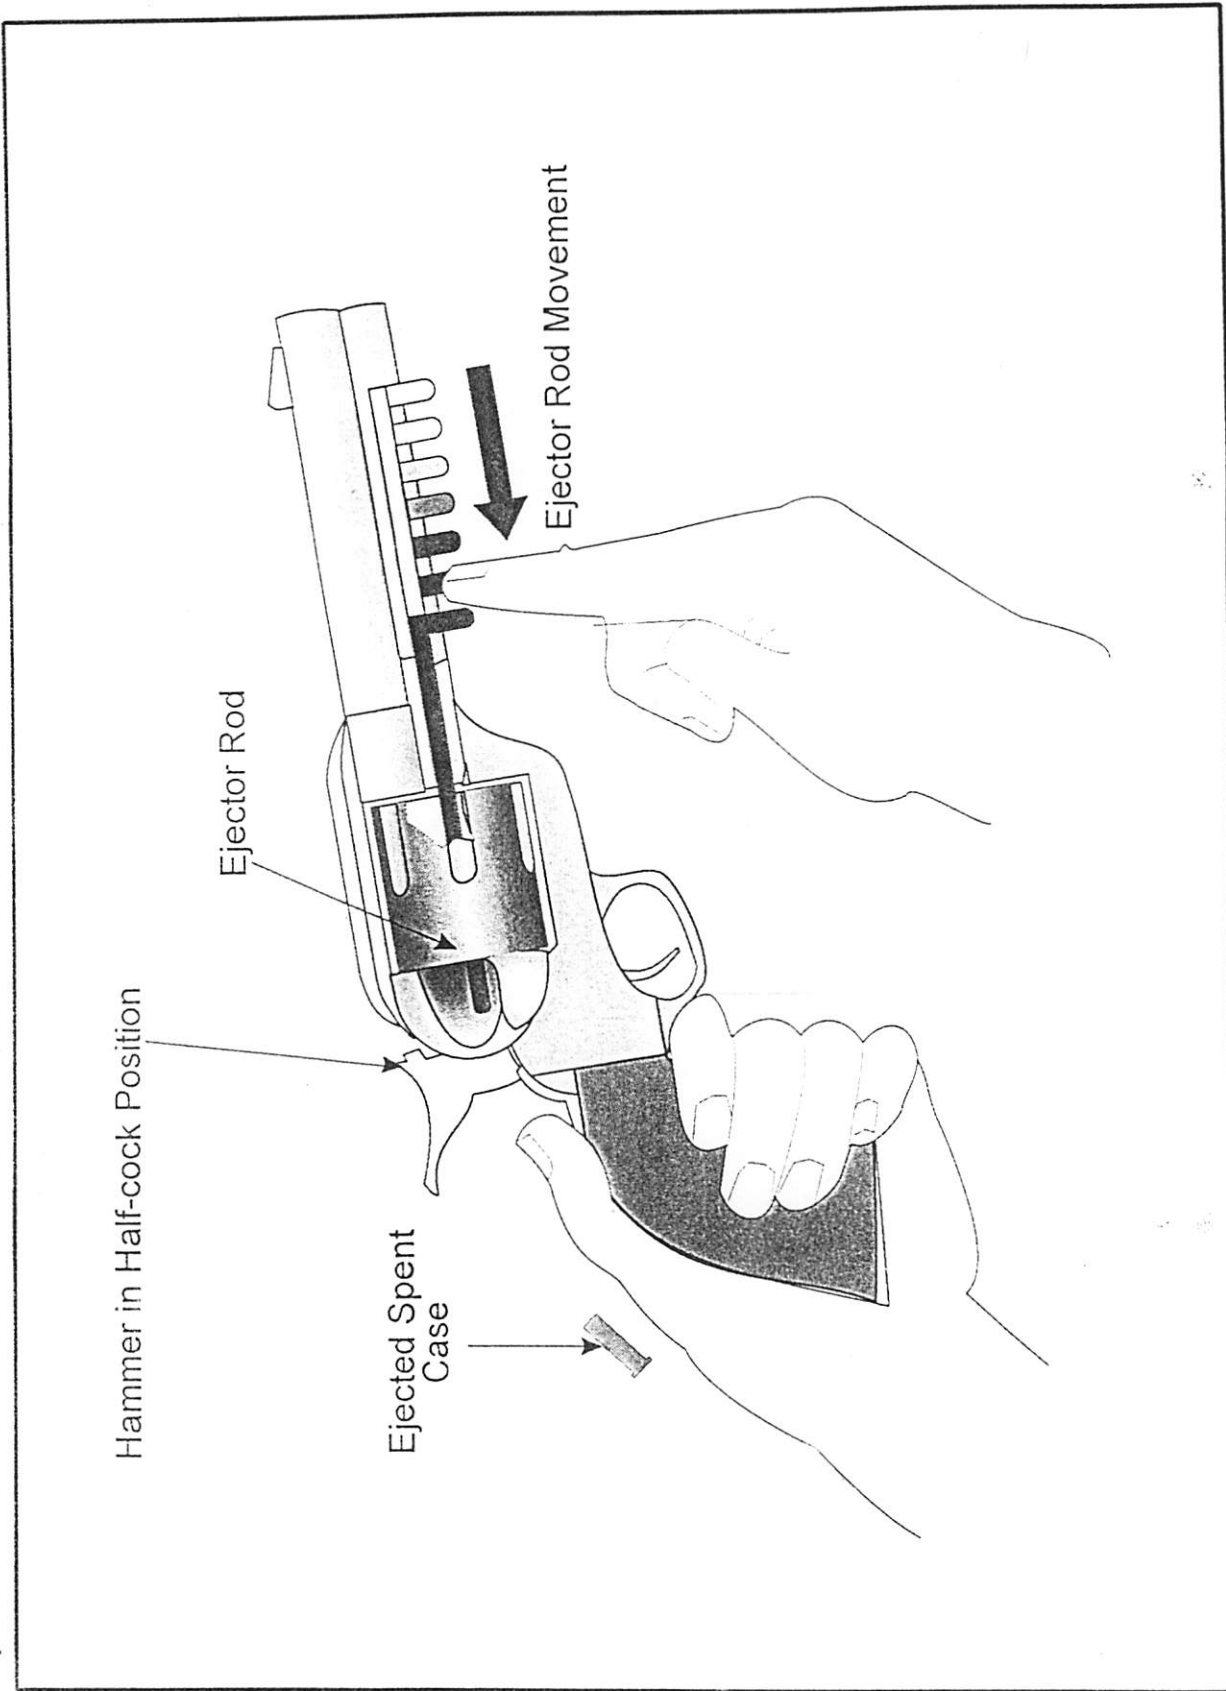 Hammer in Half-cock Position
Ejector Rod
Ejected Spent
Case
Ejector Rod Movement